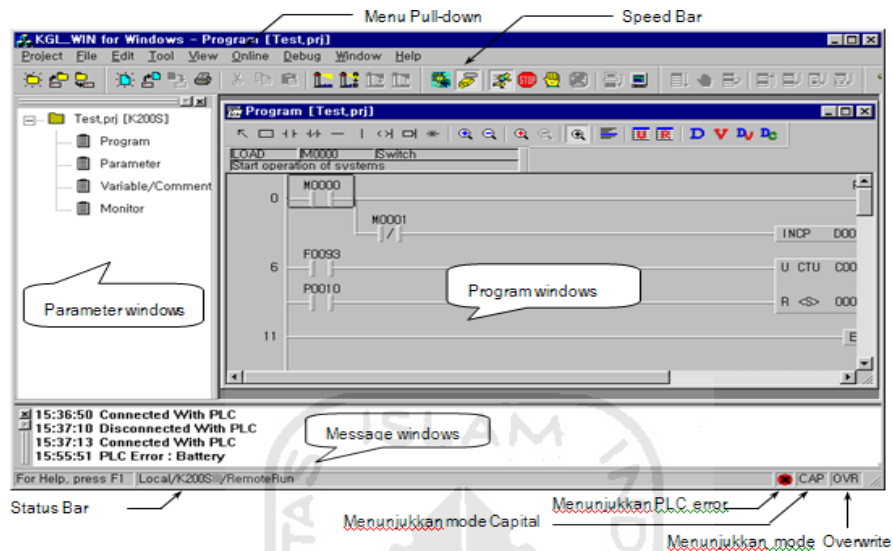 Menu Pull-down
Speed Bar
KGL_WIN for Windows - Program [Test.prj]
Project File Edit Tool View Online Debug Window Help
STOP
Test.prj [K200S]
Program
Parameter
Variable/Comment
Monitor
Program [Test.prj]
U R D V
LOAD M0000 Switch
Start operation of systems
0 M0000
M0001
INCP D000
6 F0093
U CTU C00
P0010
R <S> 000
11
E
Parameter windows
Program windows
15:36:50 Connected With PLC
15:37:10 Disconnected With PLC
15:37:13 Connected With PLC
15:55:51 PLC Error : Battery
Message windows
For Help, press F1 Local/K200S /RemoteRun CAP OVR
Status Bar
Menunjukkan PLC error
Menunjukkan mode Capital
Menunjukkan mode Overwrite
ISLAM